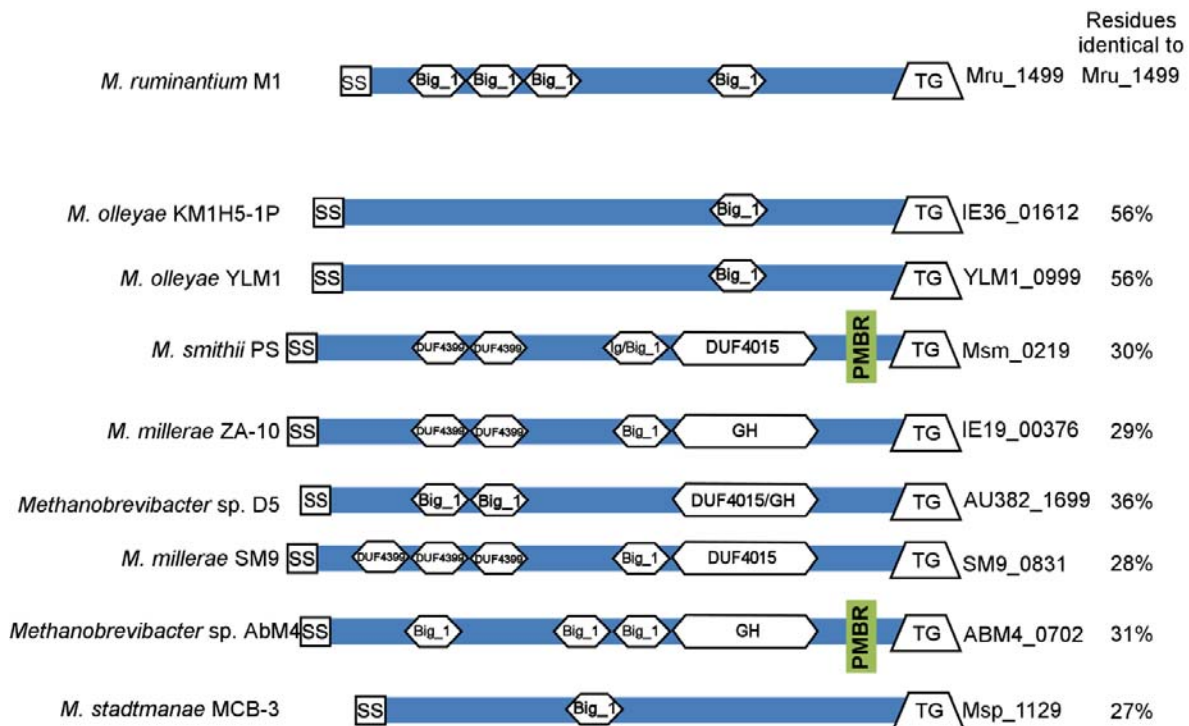 Residues
identical to
M. ruminantium M1 SS Big_1 Big_1 Big_1 Big_1 TG Mru_1499 Mru_1499
M. olleyae KM1H5-1P SS Big_1 TG IE36_01612 56%
M. olleyae YLM1 SS Big_1 TG YLM1_0999 56%
M. smithii PS SS DUF4399 DUF4399 Ig/Big_1 DUF4015 PMBR TG Msm_0219 30%
M. millerae ZA-10 SS DUF4399 DUF4399 Big_1 GH TG IE19_00376 29%
Methanobrevibacter sp. D5 SS Big_1 Big_1 DUF4015/GH TG AU382_1699 36%
M. millerae SM9 SS DUF4399 DUF4399 DUF4399 Big_1 DUF4015 TG SM9_0831 28%
Methanobrevibacter sp. AbM4 SS Big_1 Big_1 Big_1 GH PMBR TG ABM4_0702 31%
M. stadtmanae MCB-3 SS Big_1 TG Msp_1129 27%